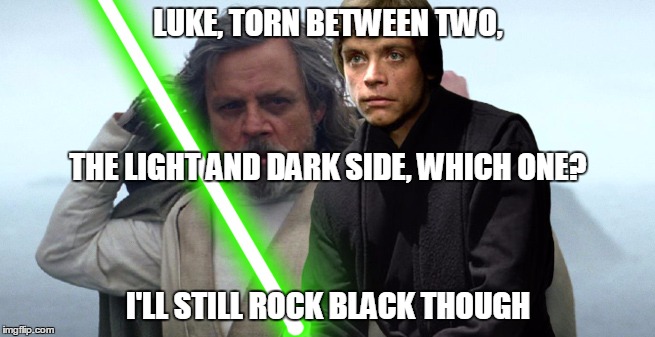 LUKE, TORN BETWEEN TWO,
THE LIGHT AND DARK SIDE, WHICH ONE?
I'LL STILL ROCK BLACK THOUGH
imgflip.com